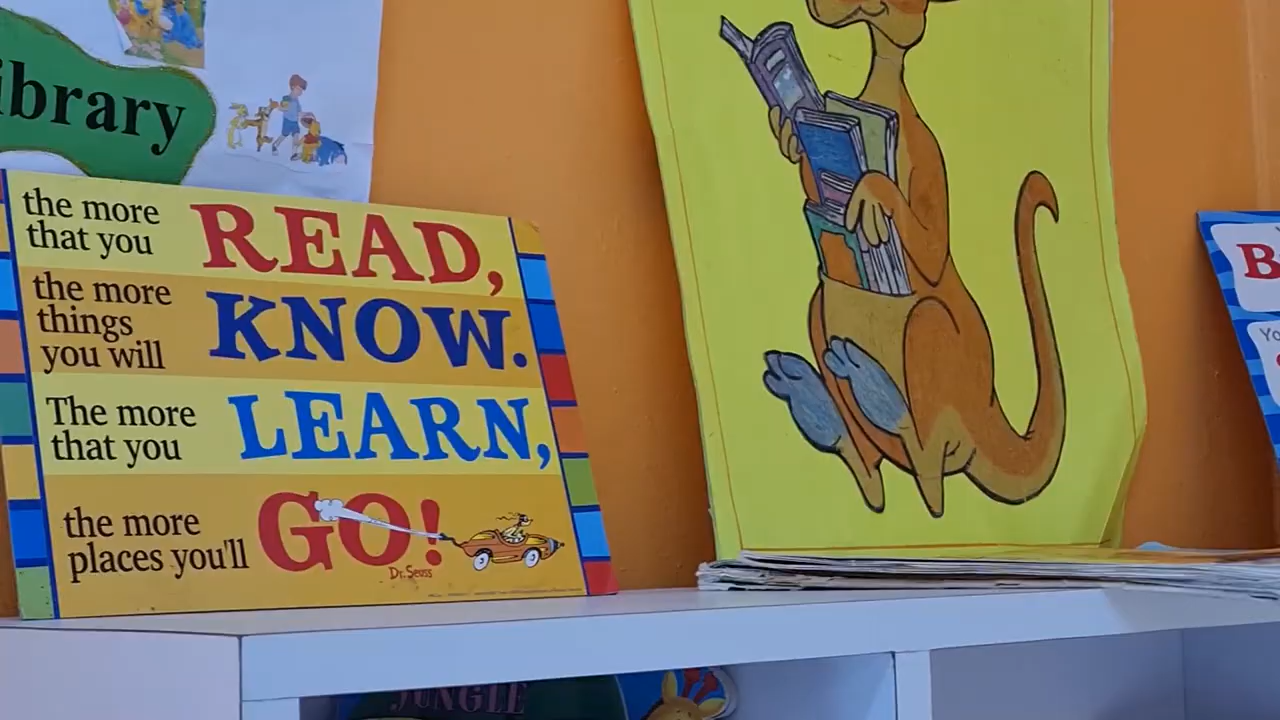 ibrary
the more
that you READ,
the more
things
you will KNOW.
The more
that you LEARN,
the more
places you'll GO!
Dr. Seuss
B
Yo
JUNGLE